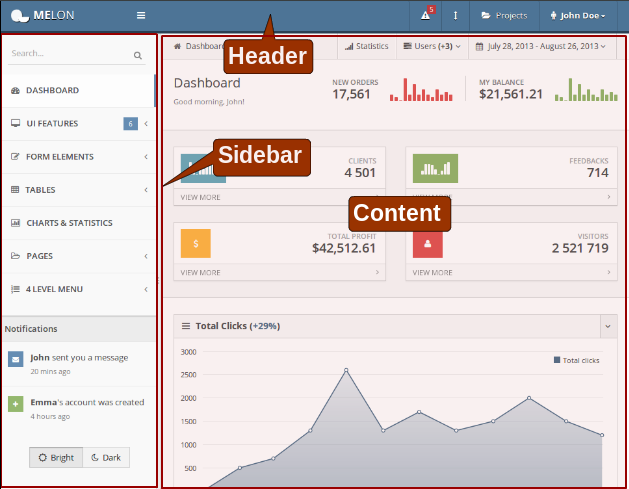 MELON
5
Projects
John Doe
Header
Search...
Dashboard
Statistics
Users (+3)
July 28, 2013 - August 26, 2013
DASHBOARD
UI FEATURES
6
FORM ELEMENTS
TABLES
CHARTS & STATISTICS
PAGES
4 LEVEL MENU
Notifications
John sent you a message
20 mins ago
Emma's account was created
4 hours ago
Bright
Dark
Sidebar
Dashboard
Good morning, John!
NEW ORDERS
17,561
MY BALANCE
$21,561.21
CLIENTS
4 501
VIEW MORE
FEEDBACKS
714
Content
TOTAL PROFIT
$42,512.61
VIEW MORE
VISITORS
2 521 719
VIEW MORE
Total Clicks (+29%)
Total clicks
3000
2500
2000
1500
1000
500